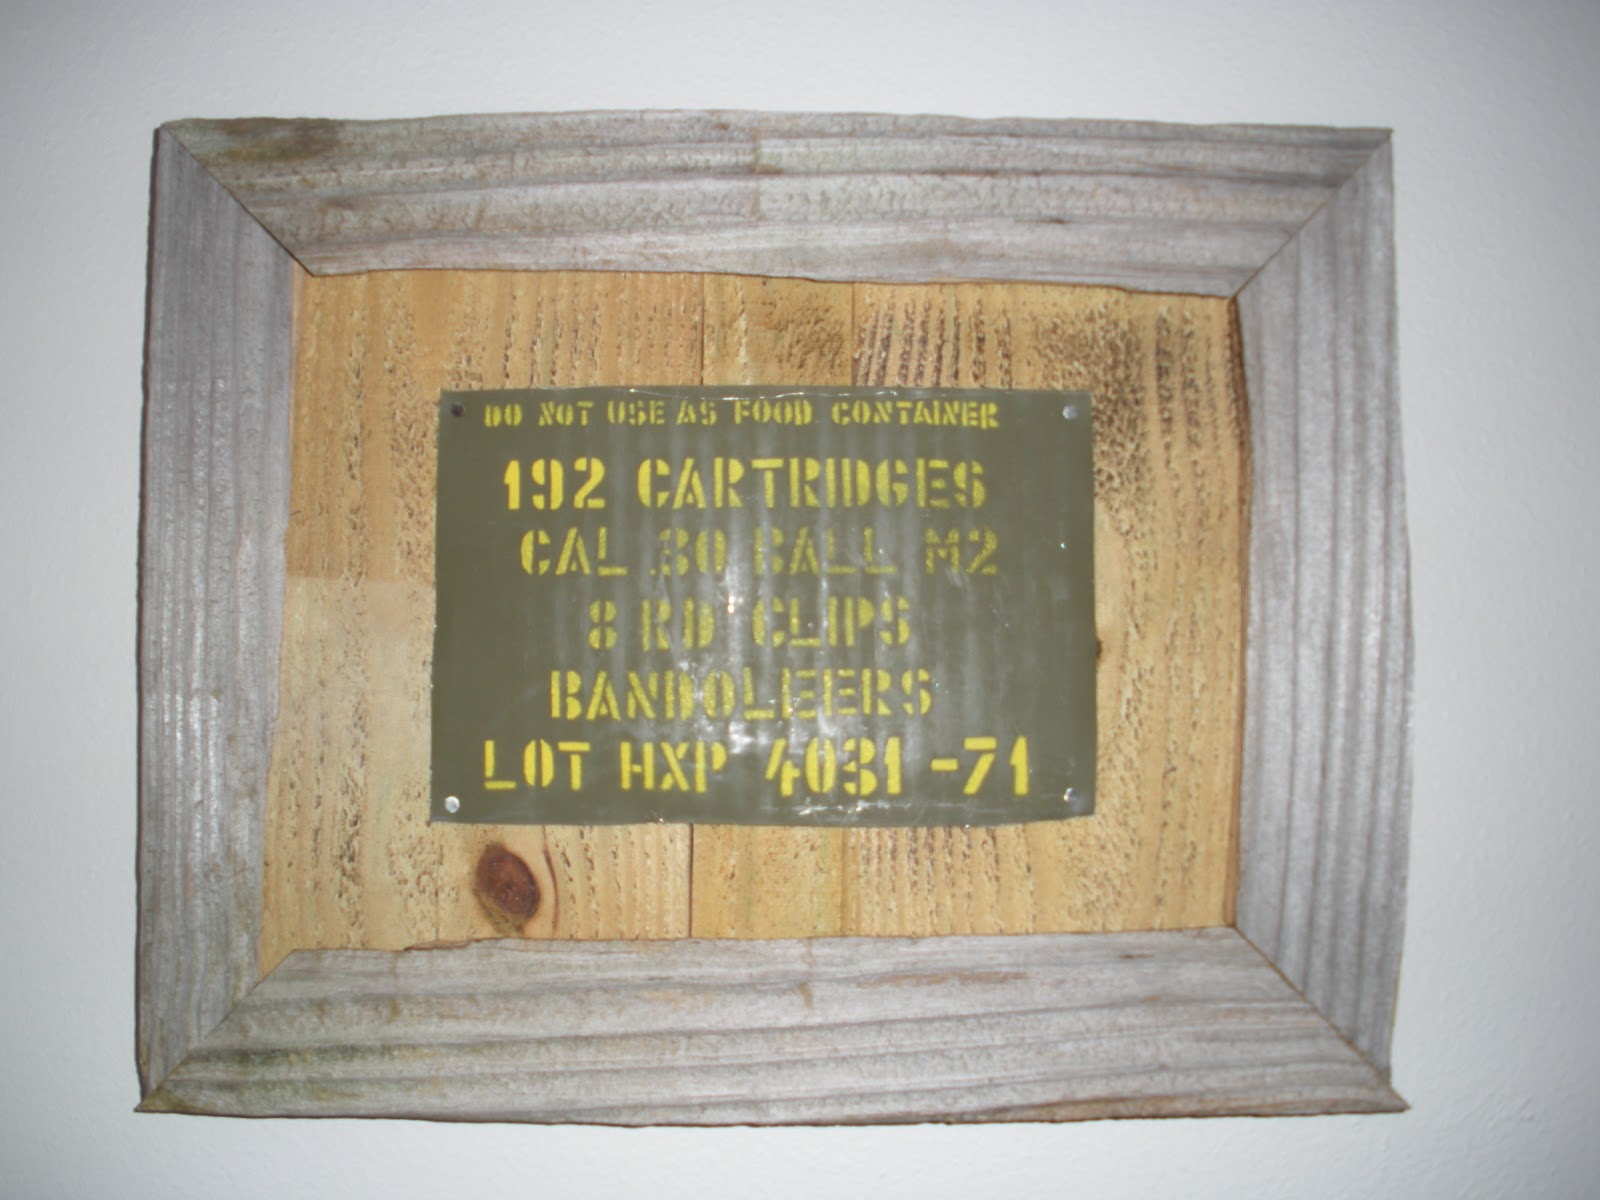 DO NOT USE AS FOOD CONTAINER
192 CARTRIDGES
CAL 30 BALL M2
8 RD CLIPS
BANDOLEERS
LOT HXP 4031 -71